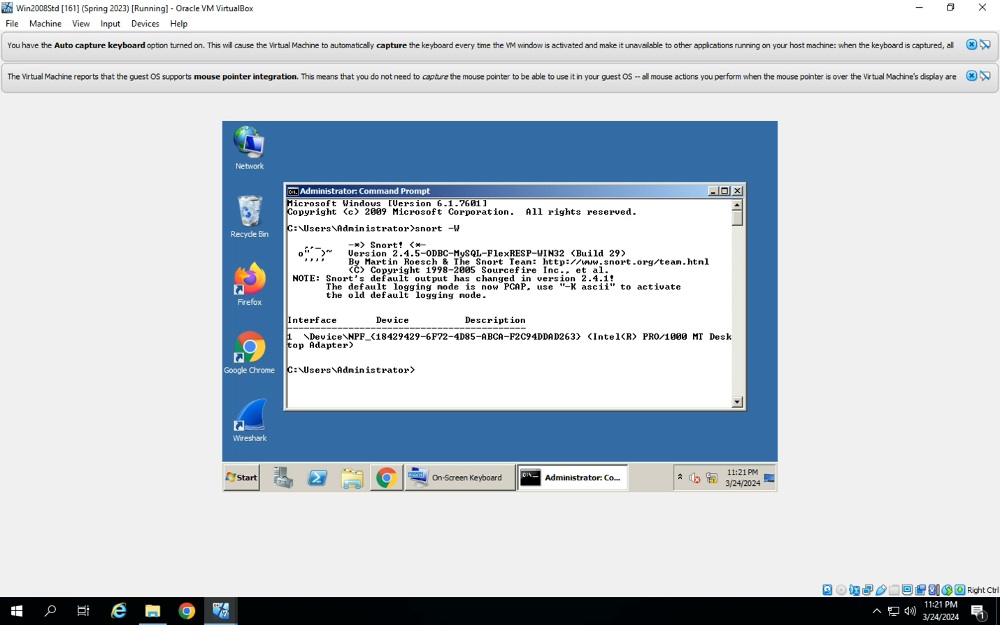 Win2008Std [161] (Spring 2023) [Running] - Oracle VM VirtualBox
File Machine View Input Devices Help
You have the Auto capture keyboard option turned on. This will cause the Virtual Machine to automatically capture the keyboard every time the VM window is activated and make it unavailable to other applications running on your host machine: when the keyboard is captured, all
The Virtual Machine reports that the guest OS supports mouse pointer integration. This means that you do not need to capture the mouse pointer to be able to use it in your guest OS -- all mouse actions you perform when the mouse pointer is over the Virtual Machine's display are
Network
Recycle Bin
Firefox
Google Chrome
Wireshark
Administrator: Command Prompt
Microsoft Windows [Version 6.1.7601]
Copyright (c) 2009 Microsoft Corporation. All rights reserved.
C:\Users\Administrator>snort -W
,,_ -*> Snort! <*-
o" )~ Version 2.4.5-ODBC-MySQL-FlexRESP-WIN32 (Build 29)
'''' By Martin Roesch & The Snort Team: http://www.snort.org/team.html
(C) Copyright 1998-2005 Sourcefire Inc., et al.
NOTE: Snort's default output has changed in version 2.4.1!
The default logging mode is now PCAP, use "-K ascii" to activate
the old default logging mode.
Interface Device Description
-------------------------------------------
1 \Device\NPF_{18429429-6F72-4D85-ABCA-F2C94DDAD263} (Intel(R) PRO/1000 MT Desk
top Adapter)
C:\Users\Administrator>
Start On-Screen Keyboard Administrator: Co... 11:21 PM
3/24/2024
Right Ctrl
11:21 PM
3/24/2024
1